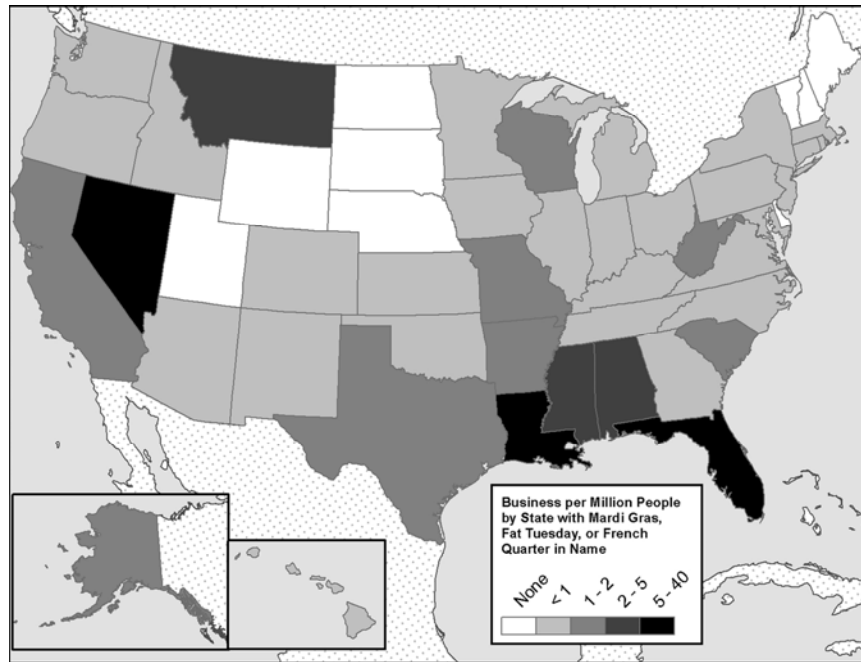 Business per Million People
by State with Mardi Gras,
Fat Tuesday, or French
Quarter in Name
None
<1
1 - 2
2 - 5
5 - 40